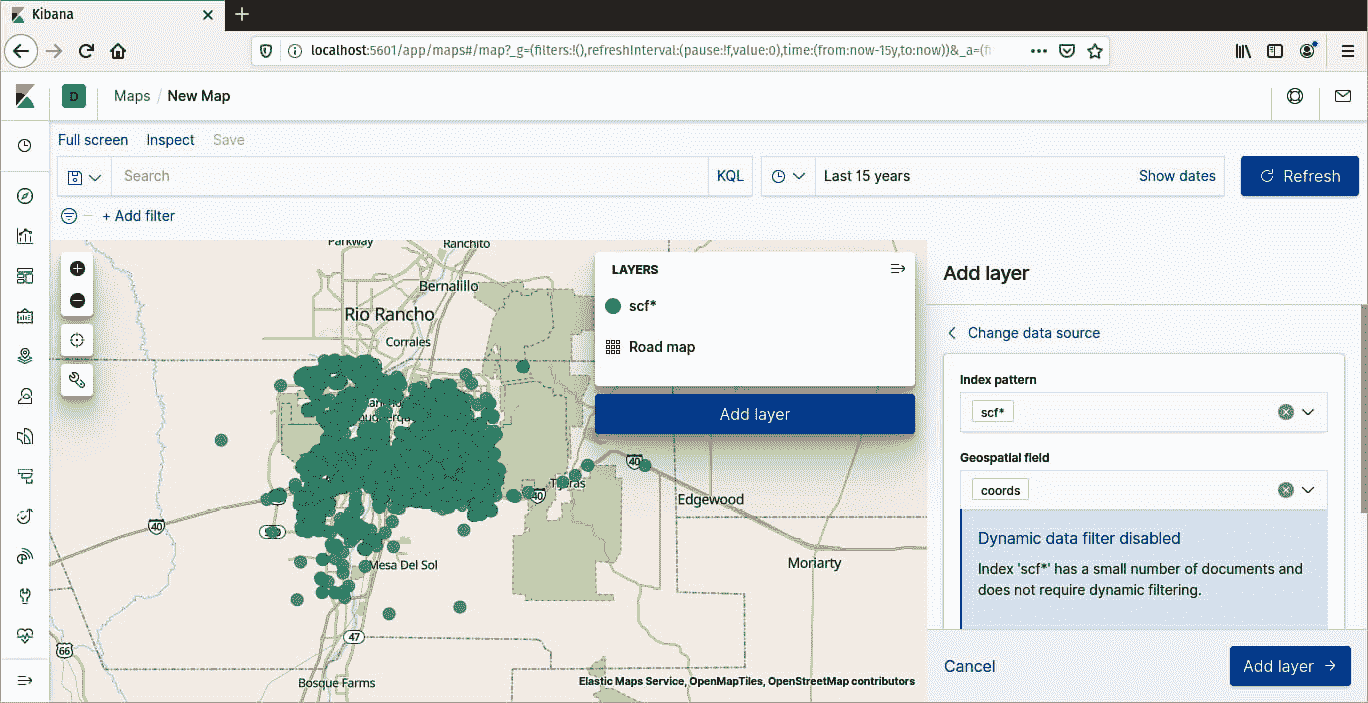 Kibana
localhost:5601/app/maps#/map?_g=(filters:!(),refreshInterval:(pause:!f,value:0),time:(from:now-15y,to:now))&_a=(fi
D Maps / New Map
Full screen Inspect Save
Search KQL Last 15 years Show dates Refresh
+ Add filter
Parkway Ranchito
Bernalillo
Rio Rancho
Corrales
Tijeras
40
40
40
Edgewood
Moriarty
Mesa Del Sol
47
66
Bosque Farms
Elastic Maps Service, OpenMapTiles, OpenStreetMap contributors
LAYERS
scf*
Road map
Add layer
Add layer
Change data source
Index pattern
scf*
Geospatial field
coords
Dynamic data filter disabled
Index 'scf*' has a small number of documents and
does not require dynamic filtering.
Cancel Add layer